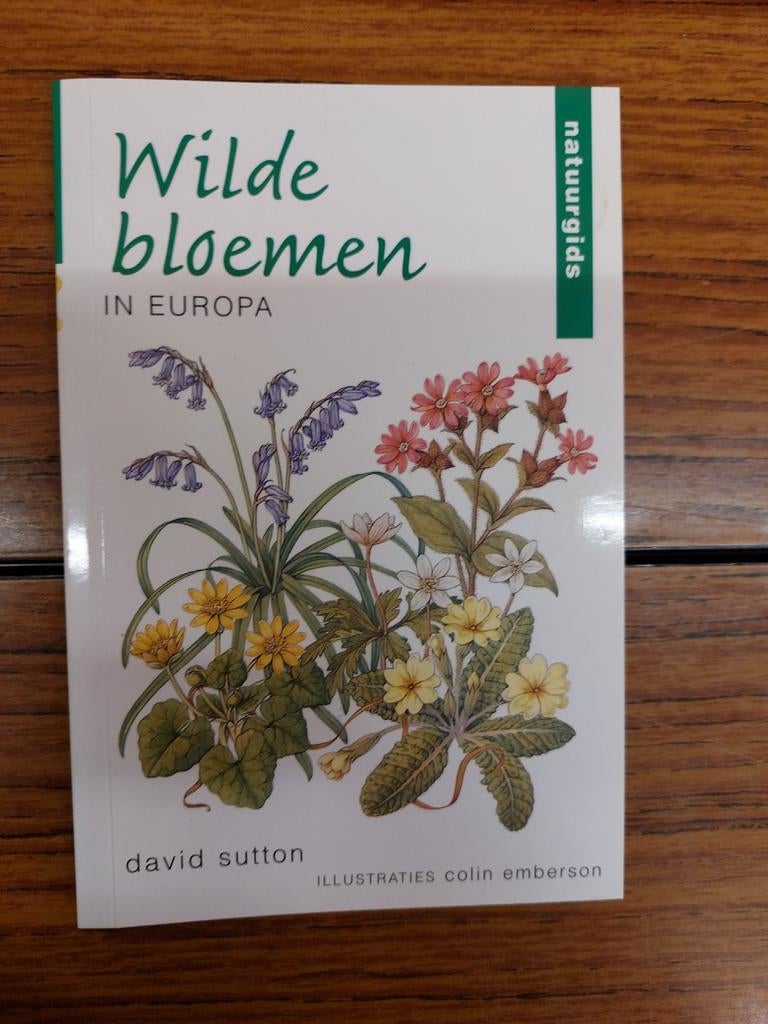 Wilde
bloemen
IN EUROPA
natuurgids
david sutton
ILLUSTRATIES colin emberson